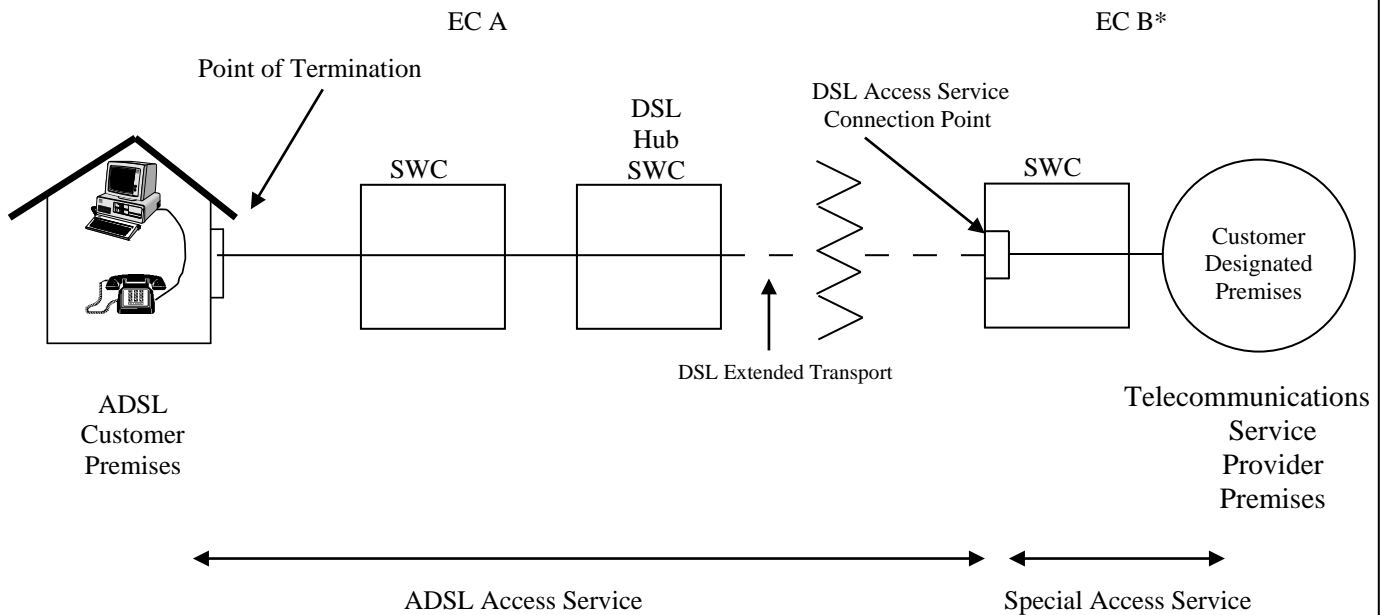 EC A
EC B*
Point of Termination
DSL Access Service
Connection Point
DSL
Hub
SWC
SWC
SWC
Customer
Designated
Premises
DSL Extended Transport
ADSL
Customer
Premises
Telecommunications
Service
Provider
Premises
ADSL Access Service
Special Access Service